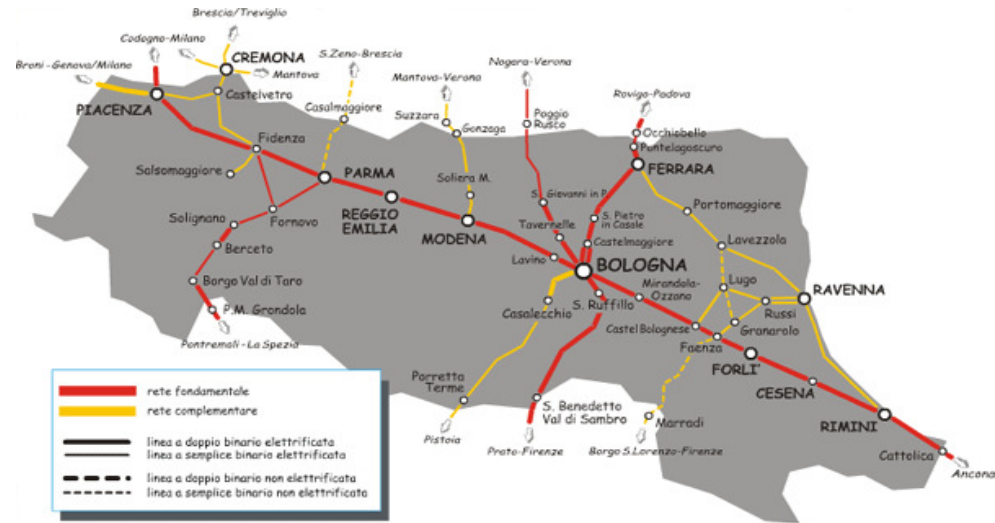 Brescia/Treviglio
Codogno-Milano
CREMONA
S.Zeno-Brescia
Broni-Genova/Milano
Mantova
Mantova-Verona
Nogara-Verona
Castelvetro
PIACENZA
Casalmaggiore
Suzzara
Gonzaga
Poggio
Rusco
Rovigo-Padova
Occhiobello
Pontelagoscuro
Fidenza
FERRARA
Salsomaggiore
PARMA
Soliera M.
S. Giovanni in P.
Portomaggiore
Solignano
Fornovo
REGGIO
EMILIA
MODENA
Tavernelle
S. Pietro
in Casale
Castelmaggiore
Lavezzola
Berceto
Lavino
BOLOGNA
Borgo Val di Taro
Mirandola-
Ozzano
Lugo
RAVENNA
P.M. Grondola
Casalecchio
S. Ruffillo
Russi
Castel Bolognese
Granarolo
Pontremoli-La Spezia
Faenza
FORLI'
Porretta
Terme
CESENA
S. Benedetto
Val di Sambro
Marradi
RIMINI
Pistoia
Prato-Firenze
Borgo S.Lorenzo-Firenze
Cattolica
Ancona
rete fondamentale
rete complementare
linea a doppio binario elettrificata
linea a semplice binario elettrificata
linea a doppio binario non elettrificata
linea a semplice binario non elettrificata